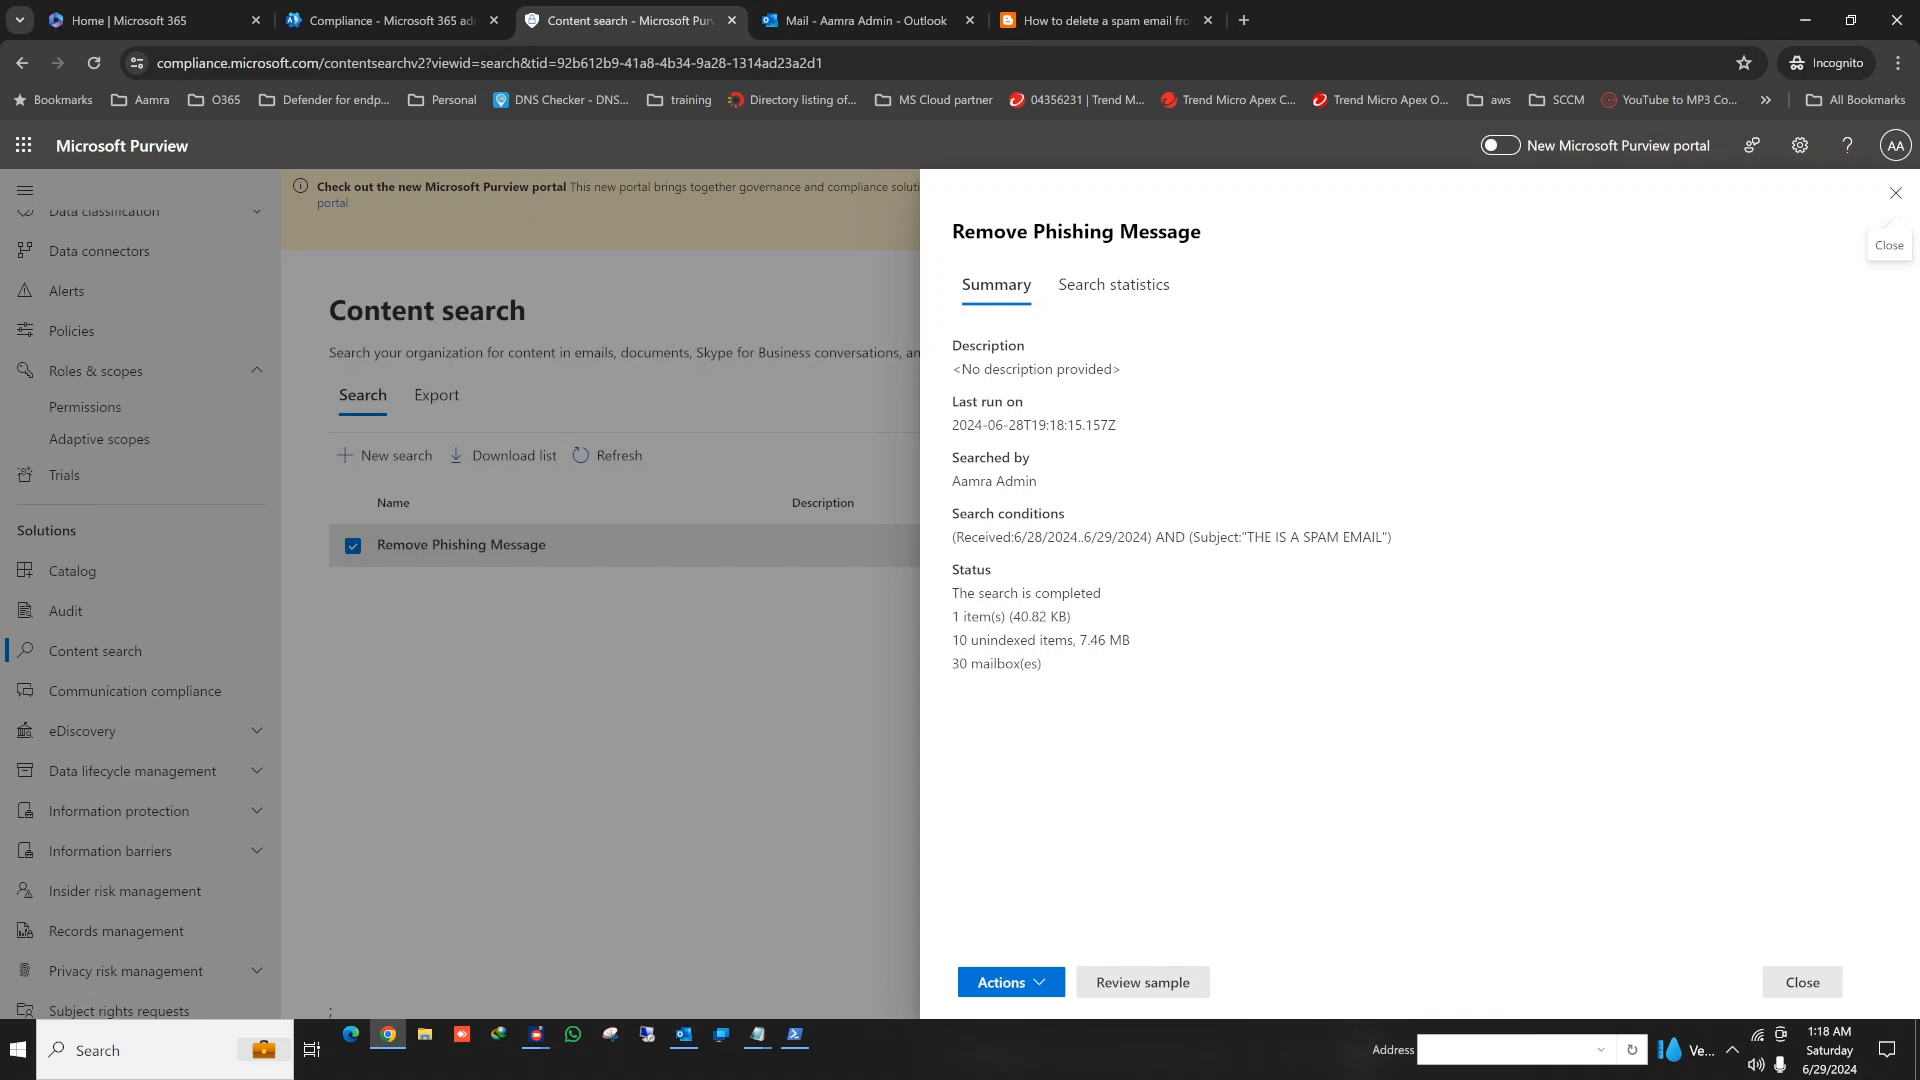 Home | Microsoft 365
Compliance - Microsoft 365 ad
Content search - Microsoft Pur
Mail - Aamra Admin - Outlook
How to delete a spam email fro
compliance.microsoft.com/contentsearchv2?viewid=search&tid=92b612b9-41a8-4b34-9a28-1314ad23a2d1
Incognito
Bookmarks
Aamra
O365
Defender for endp...
Personal
DNS Checker - DNS...
training
Directory listing of...
MS Cloud partner
04356231 | Trend M...
Trend Micro Apex C...
Trend Micro Apex O...
aws
SCCM
YouTube to MP3 Co...
All Bookmarks
Microsoft Purview
New Microsoft Purview portal
AA
Data classification
Data connectors
Alerts
Policies
Roles & scopes
Permissions
Adaptive scopes
Trials
Solutions
Catalog
Audit
Content search
Communication compliance
eDiscovery
Data lifecycle management
Information protection
Information barriers
Insider risk management
Records management
Privacy risk management
Subject rights requests
Check out the new Microsoft Purview portal This new portal brings together governance and compliance soluti
portal
Content search
Search your organization for content in emails, documents, Skype for Business conversations, an
Search
Export
New search
Download list
Refresh
Name
Description
Remove Phishing Message
;
Close
Remove Phishing Message
Summary
Search statistics
Description
<No description provided>
Last run on
2024-06-28T19:18:15.157Z
Searched by
Aamra Admin
Search conditions
(Received:6/28/2024..6/29/2024) AND (Subject:"THE IS A SPAM EMAIL")
Status
The search is completed
1 item(s) (40.82 KB)
10 unindexed items, 7.46 MB
30 mailbox(es)
Actions
Review sample
Close
Search
Address
Ve...
1:18 AM
Saturday
6/29/2024